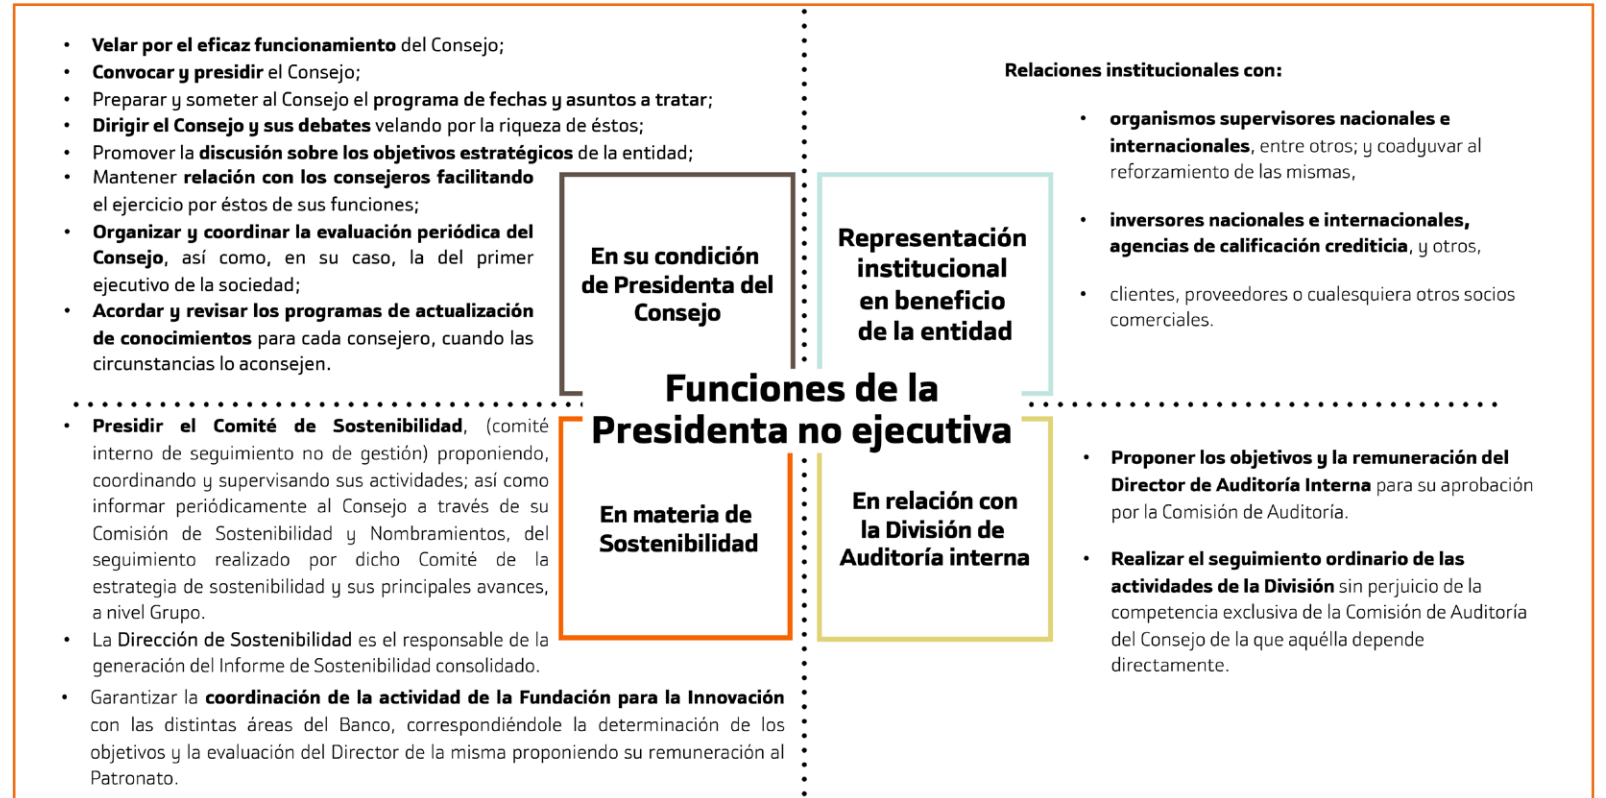 • Velar por el eficaz funcionamiento del Consejo;
• Convocar y presidir el Consejo;
• Preparar y someter al Consejo el programa de fechas y asuntos a tratar;
• Dirigir el Consejo y sus debates velando por la riqueza de éstos;
• Promover la discusión sobre los objetivos estratégicos de la entidad;
• Mantener relación con los consejeros facilitando
el ejercicio por éstos de sus funciones;
• Organizar y coordinar la evaluación periódica del
Consejo, así como, en su caso, la del primer
ejecutivo de la sociedad;
• Acordar y revisar los programas de actualización
de conocimientos para cada consejero, cuando las
circunstancias lo aconsejen.
En su condición
de Presidenta del
Consejo
Representación
institucional
en beneficio
de la entidad
Relaciones institucionales con:
• organismos supervisores nacionales e
internacionales, entre otros; y coadyuvar al
reforzamiento de las mismas,
• inversores nacionales e internacionales,
agencias de calificación crediticia, y otros,
• clientes, proveedores o cualesquiera otros socios
comerciales.
Funciones de la
Presidenta no ejecutiva
• Presidir el Comité de Sostenibilidad, (comité
interno de seguimiento no de gestión) proponiendo,
coordinando y supervisando sus actividades; así como
informar periódicamente al Consejo a través de su
Comisión de Sostenibilidad y Nombramientos, del
seguimiento realizado por dicho Comité de la
estrategia de sostenibilidad y sus principales avances,
a nivel Grupo.
• La Dirección de Sostenibilidad es el responsable de la
generación del Informe de Sostenibilidad consolidado.
• Garantizar la coordinación de la actividad de la Fundación para la Innovación
con las distintas áreas del Banco, correspondiéndole la determinación de los
objetivos y la evaluación del Director de la misma proponiendo su remuneración al
Patronato.
En materia de
Sostenibilidad
En relación con
la División de
Auditoría interna
• Proponer los objetivos y la remuneración del
Director de Auditoría Interna para su aprobación
por la Comisión de Auditoría.
• Realizar el seguimiento ordinario de las
actividades de la División sin perjuicio de la
competencia exclusiva de la Comisión de Auditoría
del Consejo de la que aquélla depende
directamente.